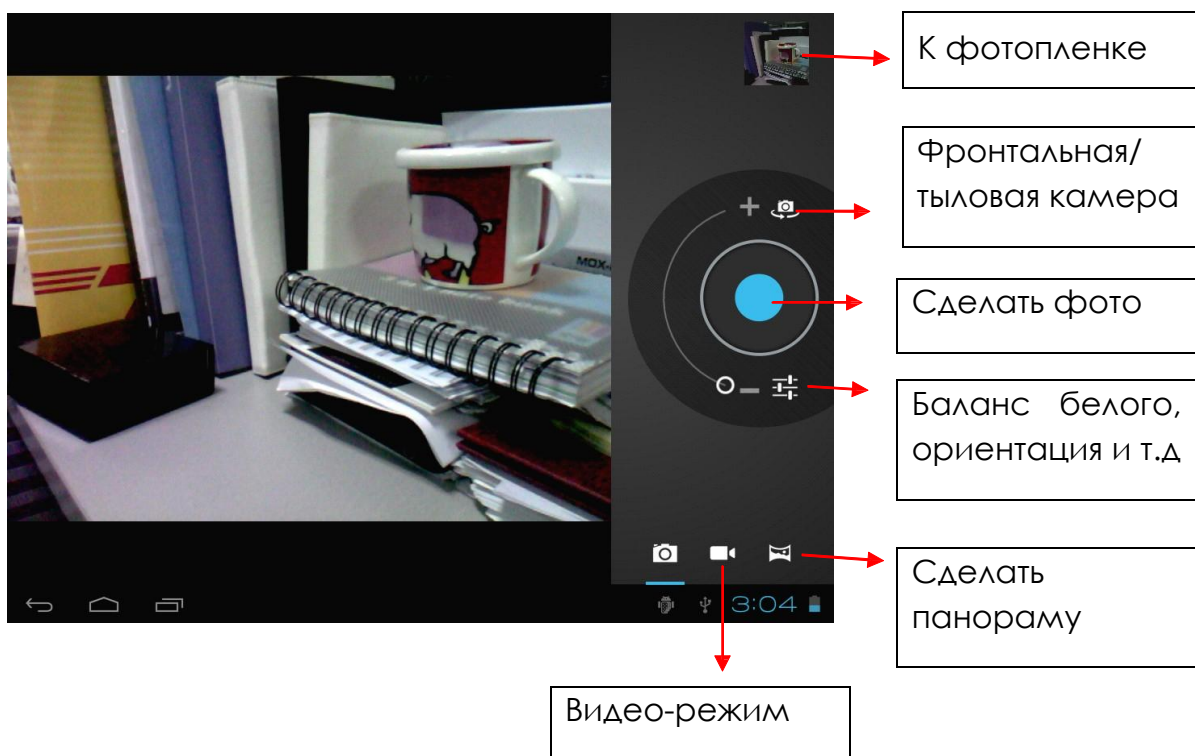 К фотопленке
Фронтальная/
тыловая камера
Сделать фото
Баланс белого,
ориентация и т.д
Сделать
панораму
3:04
Видео-режим